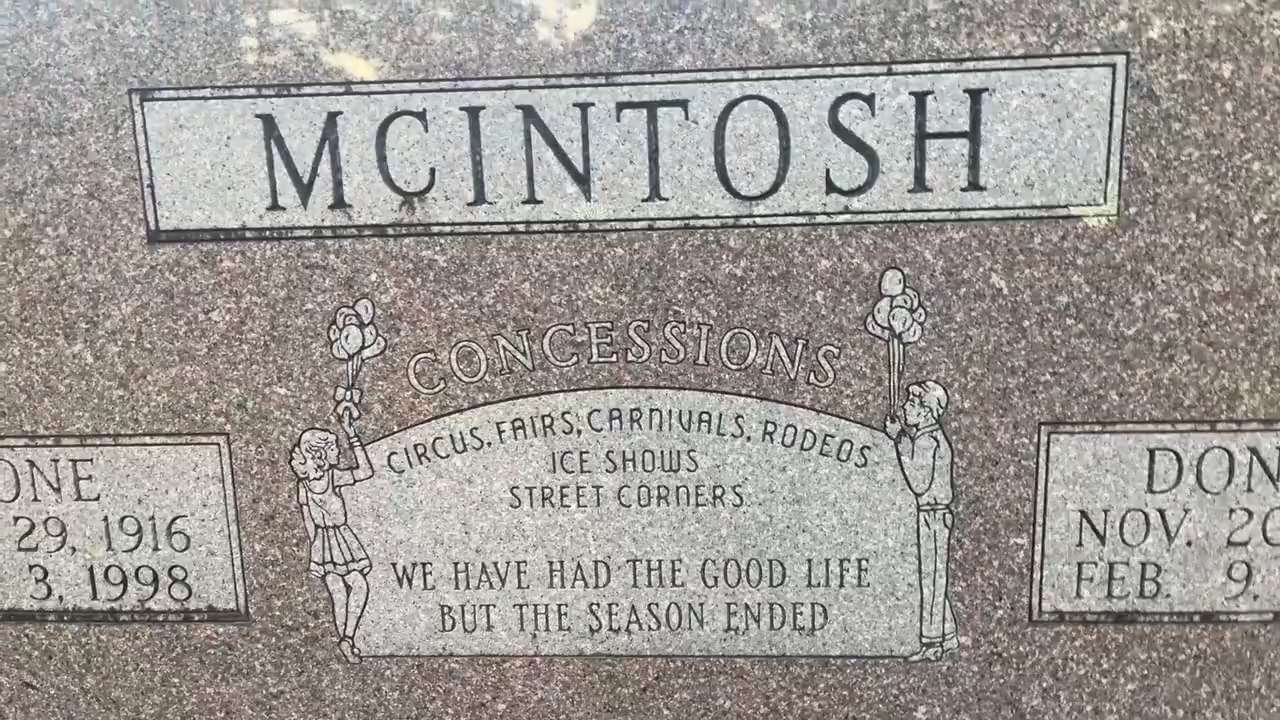 MCINTOSH
CONCESSIONS
CIRCUS, FAIRS, CARNIVALS, RODEOS
ICE SHOWS
STREET CORNERS
WE HAVE HAD THE GOOD LIFE
BUT THE SEASON ENDED
ONE
29, 1916
3, 1998
DON
NOV. 20
FEB. 9,